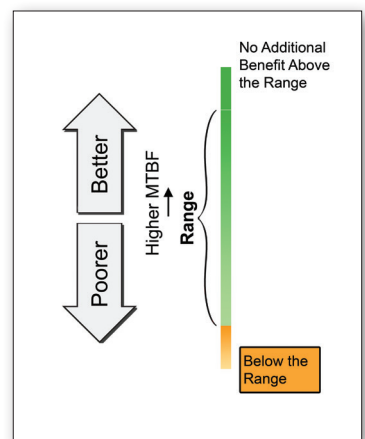 No Additional
Benefit Above
the Range
Better
Poorer
Higher MTBF
Range
Below the
Range